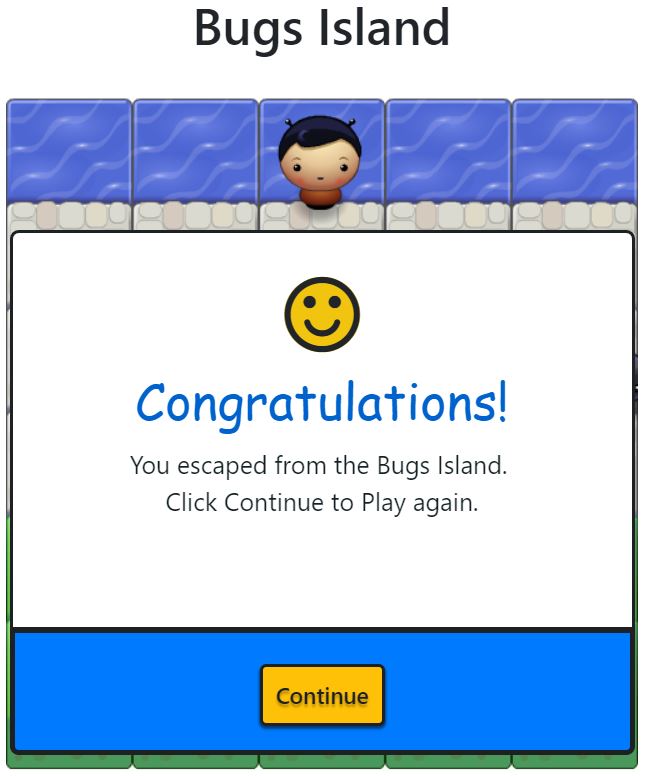 Bugs Island
Congratulations!
You escaped from the Bugs Island.
Click Continue to Play again.
Continue